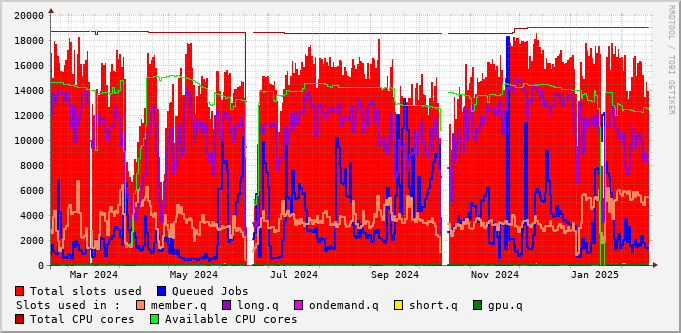 RRDTOOL / TOBI OETIKER
20000
18000
16000
14000
12000
10000
8000
6000
4000
2000
0
Mar 2024 May 2024 Jul 2024 Sep 2024 Nov 2024 Jan 2025
Total slots used Queued Jobs
Slots used in : member.q long.q ondemand.q short.q gpu.q
Total CPU cores Available CPU cores